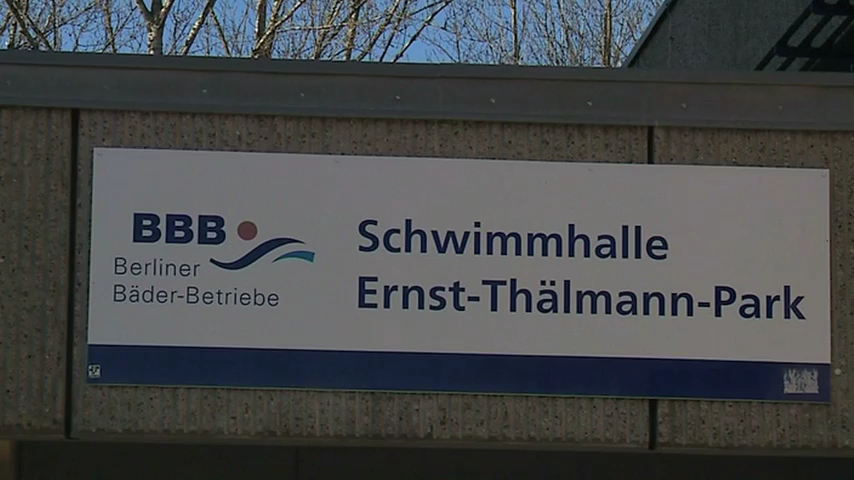 BBB
Berliner
Bäder-Betriebe
Schwimmhalle
Ernst-Thälmann-Park